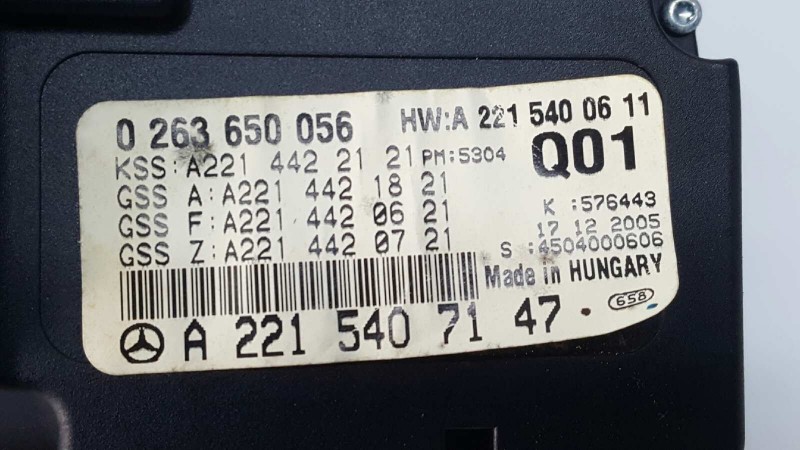 0 263 650 056 HW:A 221 540 06 11
KSS:A221 442 21 21 PM:5304 Q01
GSS A:A221 442 18 21
GSS F:A221 442 06 21 K :576443
GSS Z:A221 442 07 21 17 12 2005
S :4504000606
Made in HUNGARY
A 221 540 71 47. 658